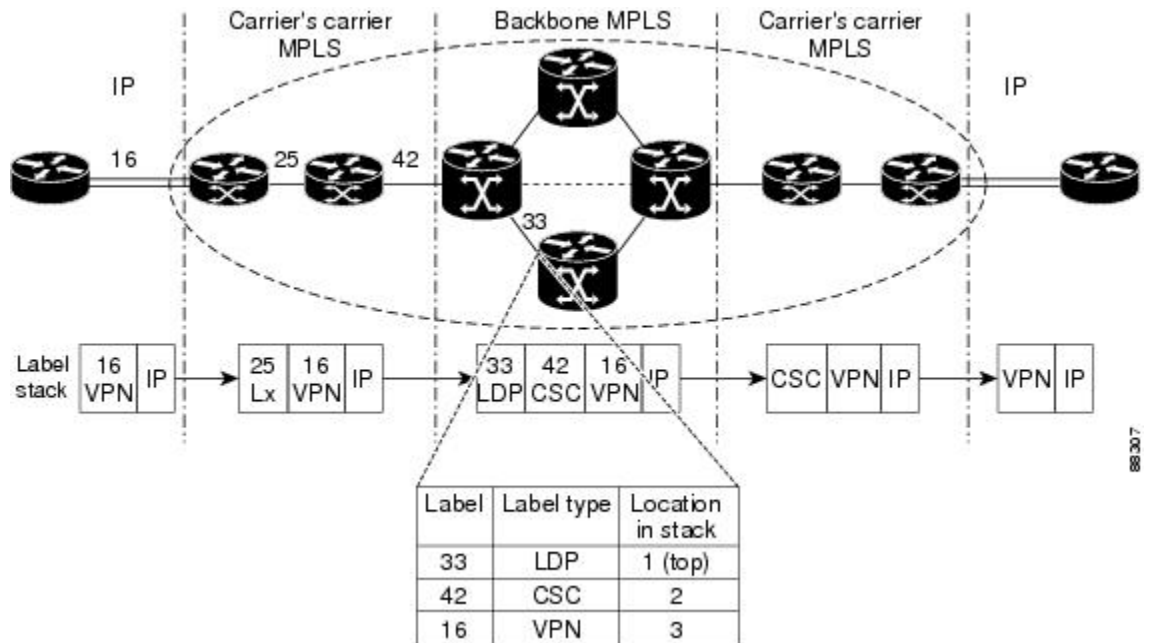 Carrier's carrier
MPLS
Backbone MPLS
Carrier's carrier
MPLS
IP
IP
16
25
42
33
Label
stack
16
VPN
IP
25
Lx
16
VPN
IP
33
LDP
42
CSC
16
VPN
IP
CSC
VPN
IP
VPN
IP
88307
Label
Label type
Location
in stack
33
LDP
1 (top)
42
CSC
2
16
VPN
3